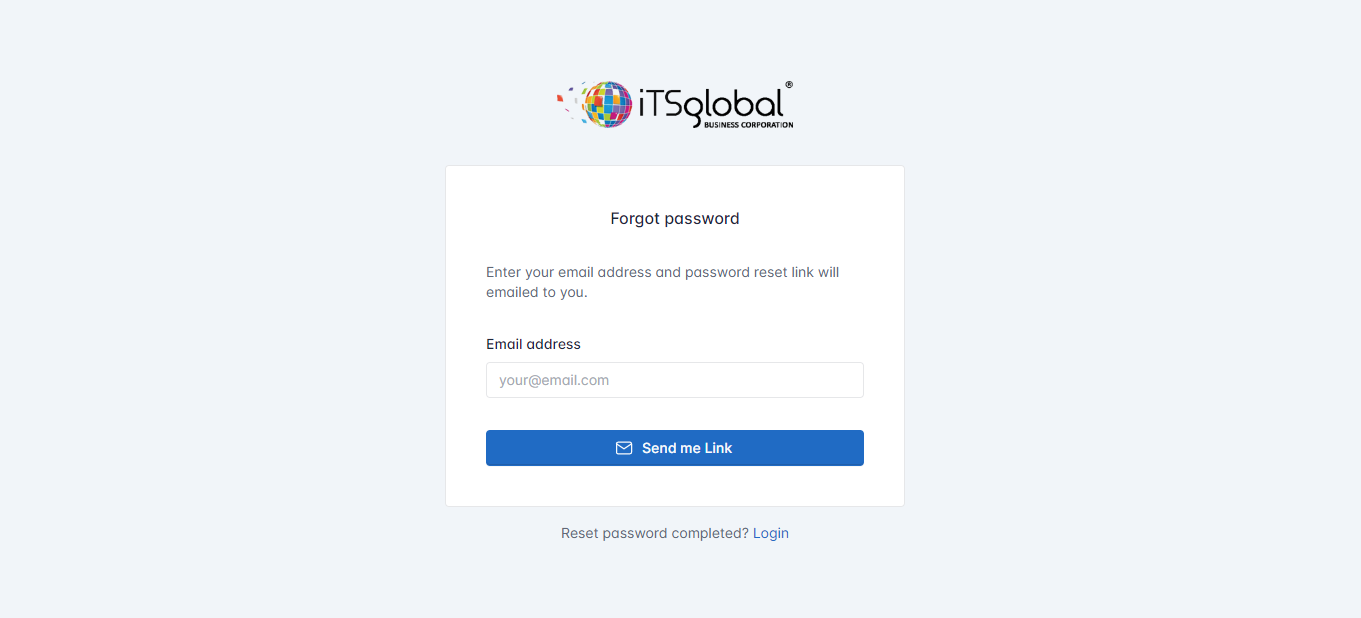 iTSglobal®
BUSINESS CORPORATION
Forgot password
Enter your email address and password reset link will
emailed to you.
Email address
your@email.com
Send me Link
Reset password completed? Login